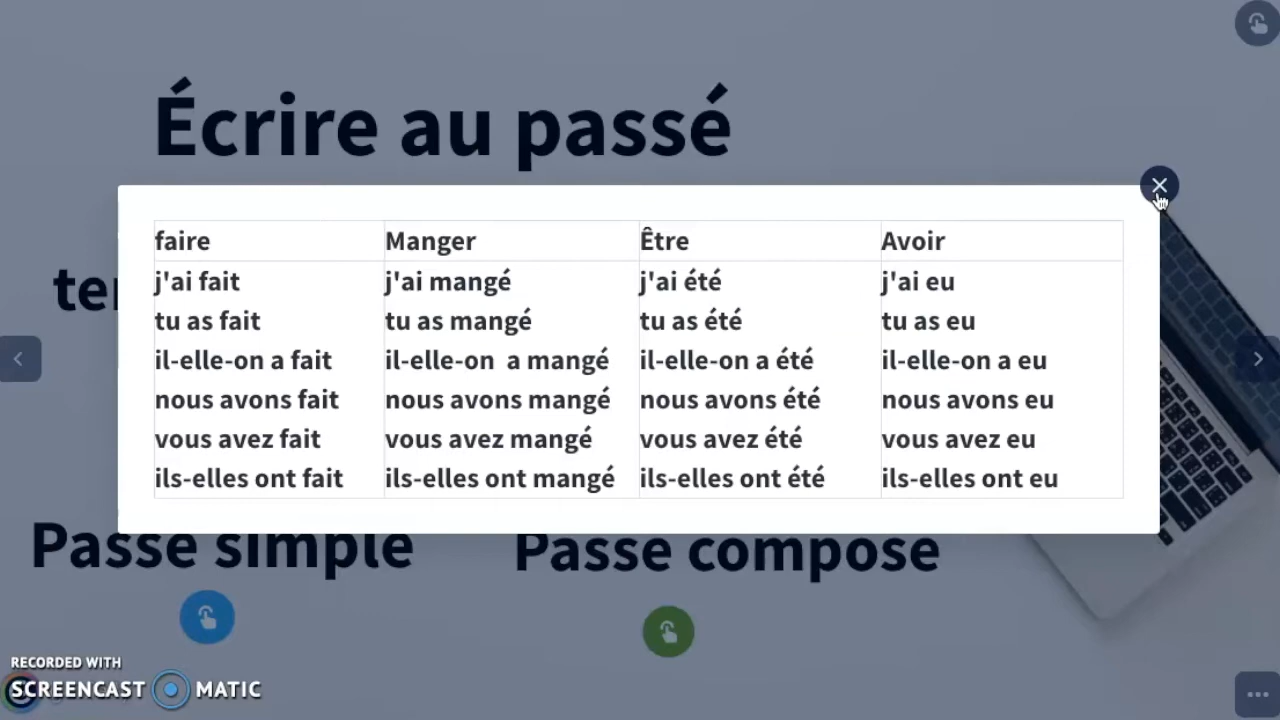 Écrire au passé
faire Manger Être Avoir
j'ai fait j'ai mangé j'ai été j'ai eu
tu as fait tu as mangé tu as été tu as eu
il-elle-on a fait il-elle-on a mangé il-elle-on a été il-elle-on a eu
nous avons fait nous avons mangé nous avons été nous avons eu
vous avez fait vous avez mangé vous avez été vous avez eu
ils-elles ont fait ils-elles ont mangé ils-elles ont été ils-elles ont eu
Passé simple Passé composé
RECORDED WITH
SCREENCAST MATIC